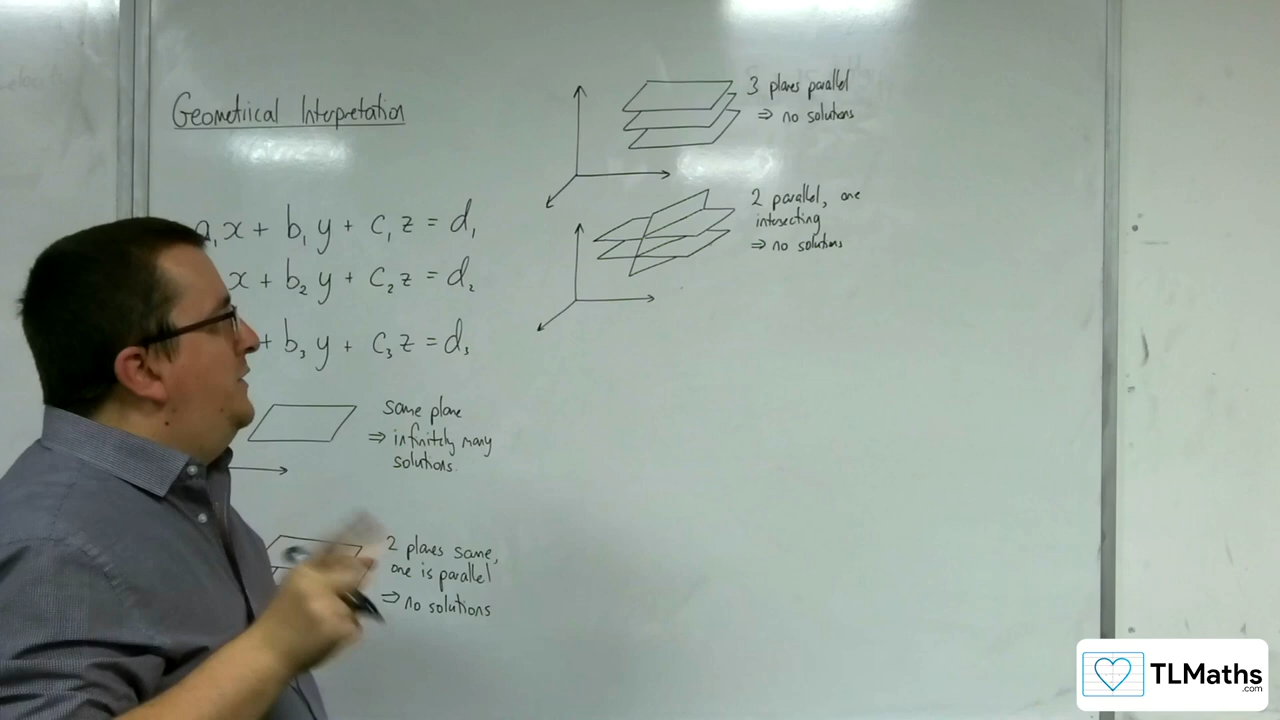 Geometrical Interpretation
a₁x + b₁y + c₁z = d₁
x + b₂y + c₂z = d₂
+ b₃y + c₃z = d₃
same plane
⇒ infinitely many
solutions.
2 planes same,
one is parallel
⇒ no solutions
3 planes parallel
⇒ no solutions
2 parallel, one
intersecting
⇒ no solutions
TLMaths
.com